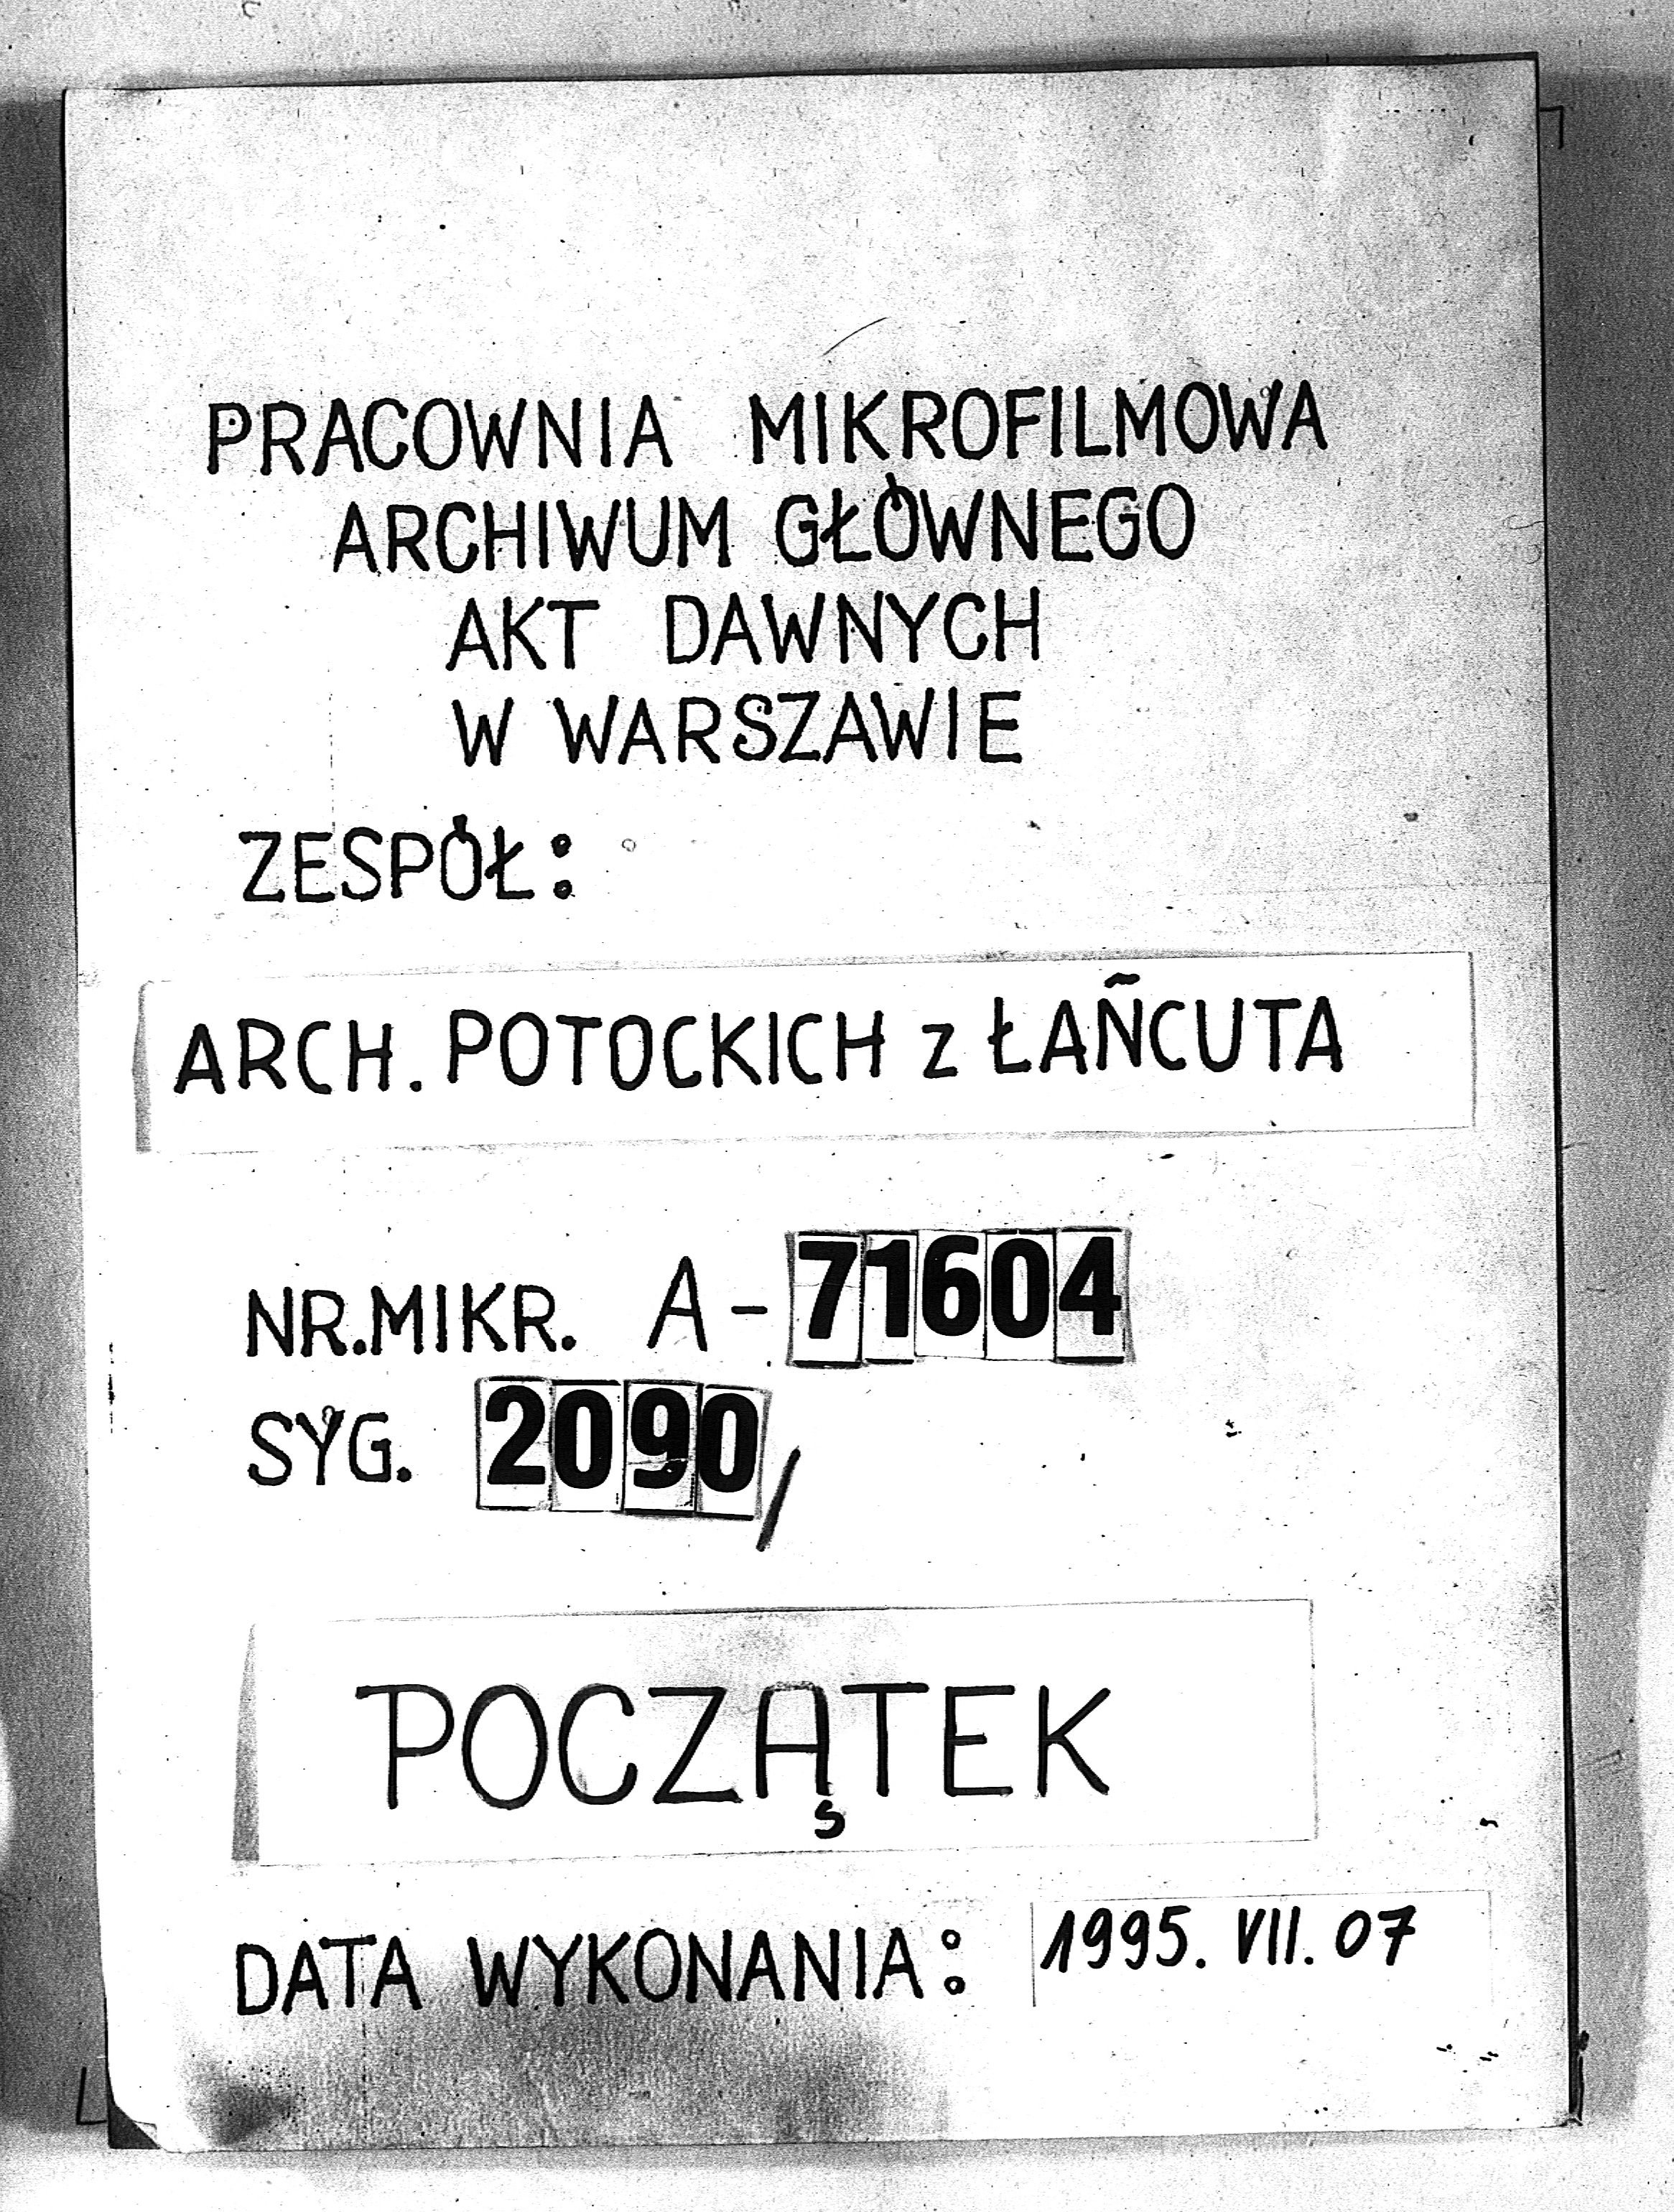 PRACOWNIA MIKROFILMOWA
ARCHIWUM GŁÓWNEGO
AKT DAWNYCH
W WARSZAWIE
ZESPÓŁ:
ARCH. POTOCKICH z ŁAŃCUTA
NR.MIKR. A-71604
SYG. 2090/
POCZĄTEK
DATA WYKONANIA: 1995. VII. 07